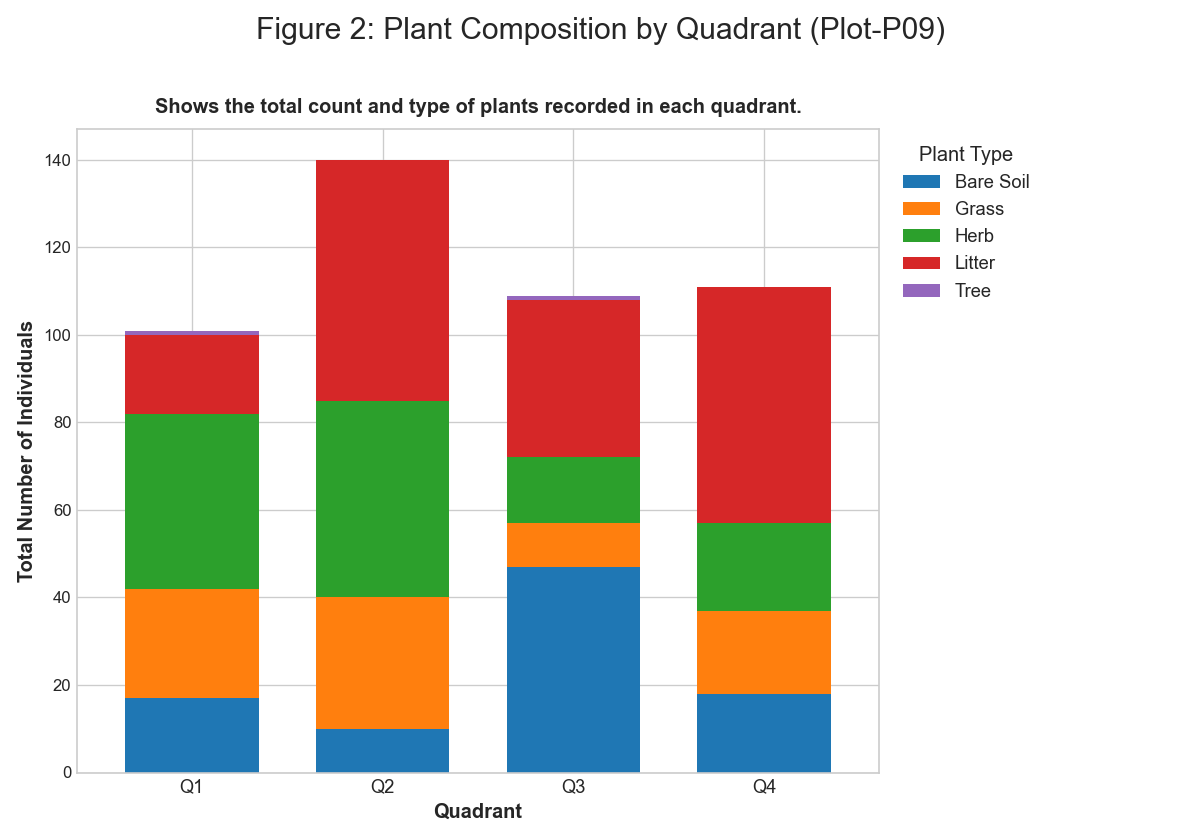 Figure 2: Plant Composition by Quadrant (Plot-P09)
Shows the total count and type of plants recorded in each quadrant.
Total Number of Individuals
140
120
100
80
60
40
20
0
Q1 Q2 Q3 Q4
Quadrant
Plant Type
Bare Soil
Grass
Herb
Litter
Tree